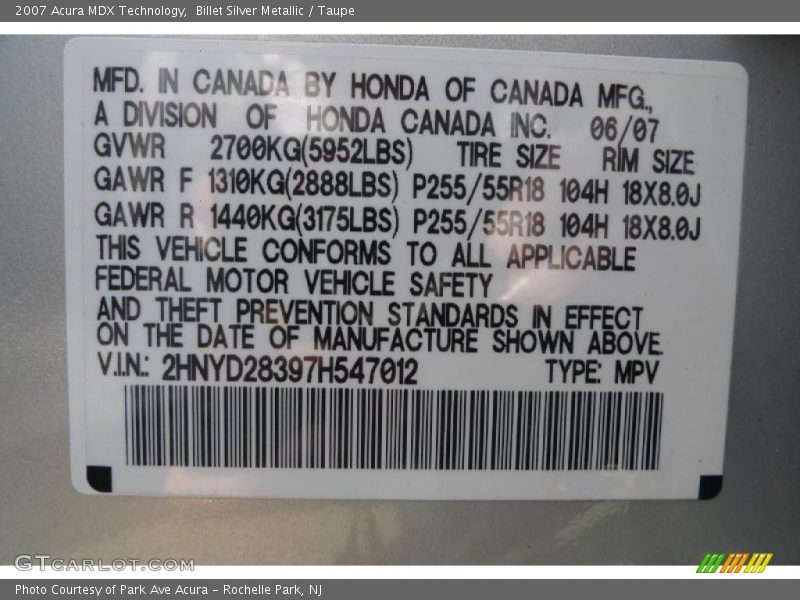 2007 Acura MDX Technology,  Billet Silver Metallic / Taupe
MFD. IN CANADA BY HONDA OF CANADA MFG.,
A DIVISION OF HONDA CANADA INC. 06/07
GVWR 2700KG(5952LBS) TIRE SIZE RIM SIZE
GAWR F 1310KG(2888LBS) P255/55R18 104H 18X8.0J
GAWR R 1440KG(3175LBS) P255/55R18 104H 18X8.0J
THIS VEHICLE CONFORMS TO ALL APPLICABLE
FEDERAL MOTOR VEHICLE SAFETY
AND THEFT PREVENTION STANDARDS IN EFFECT
ON THE DATE OF MANUFACTURE SHOWN ABOVE.
V.I.N.: 2HNYD28397H547012 TYPE: MPV
GTCARLOT.COM
Photo Courtesy of Park Ave Acura - Rochelle Park, NJ